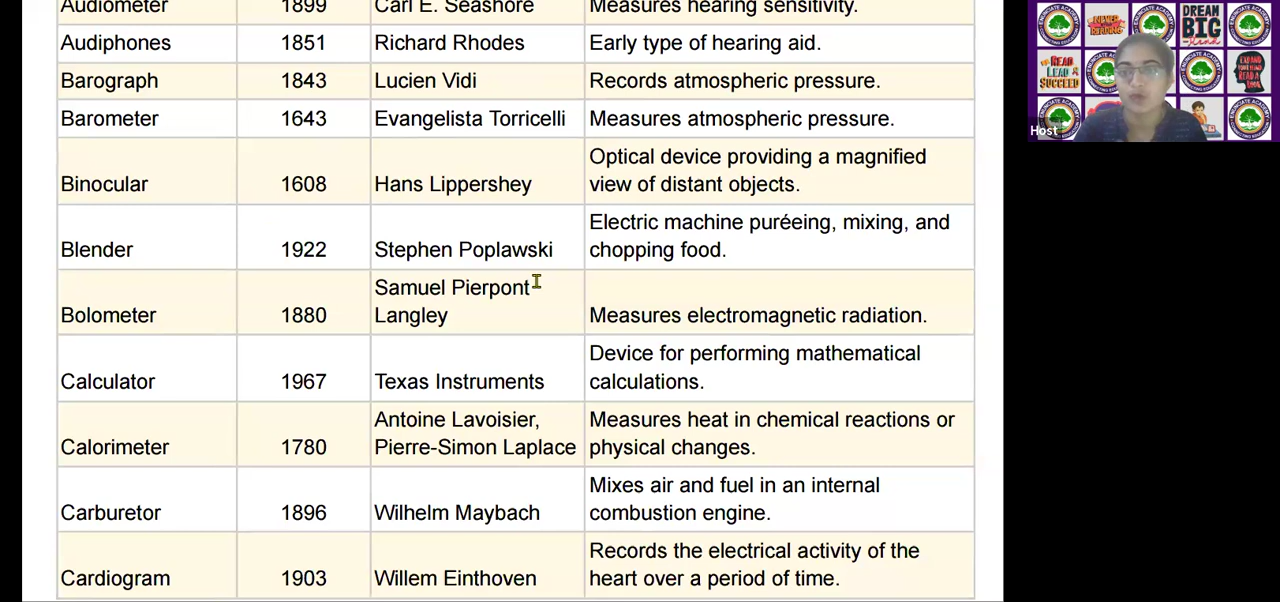 Audiometer 1899 Carl E. Seashore Measures hearing sensitivity.
Audiphones 1851 Richard Rhodes Early type of hearing aid.
Barograph 1843 Lucien Vidi Records atmospheric pressure.
Barometer 1643 Evangelista Torricelli Measures atmospheric pressure.
Optical device providing a magnified
Binocular 1608 Hans Lippershey view of distant objects.
Electric machine puréeing, mixing, and
Blender 1922 Stephen Poplawski chopping food.
Samuel Pierpont
Bolometer 1880 Langley Measures electromagnetic radiation.
Device for performing mathematical
Calculator 1967 Texas Instruments calculations.
Antoine Lavoisier, Measures heat in chemical reactions or
Calorimeter 1780 Pierre-Simon Laplace physical changes.
Mixes air and fuel in an internal
Carburetor 1896 Wilhelm Maybach combustion engine.
Records the electrical activity of the
Cardiogram 1903 Willem Einthoven heart over a period of time.
DREAM
BIG
READ
LEAD
SUCCEED
Host